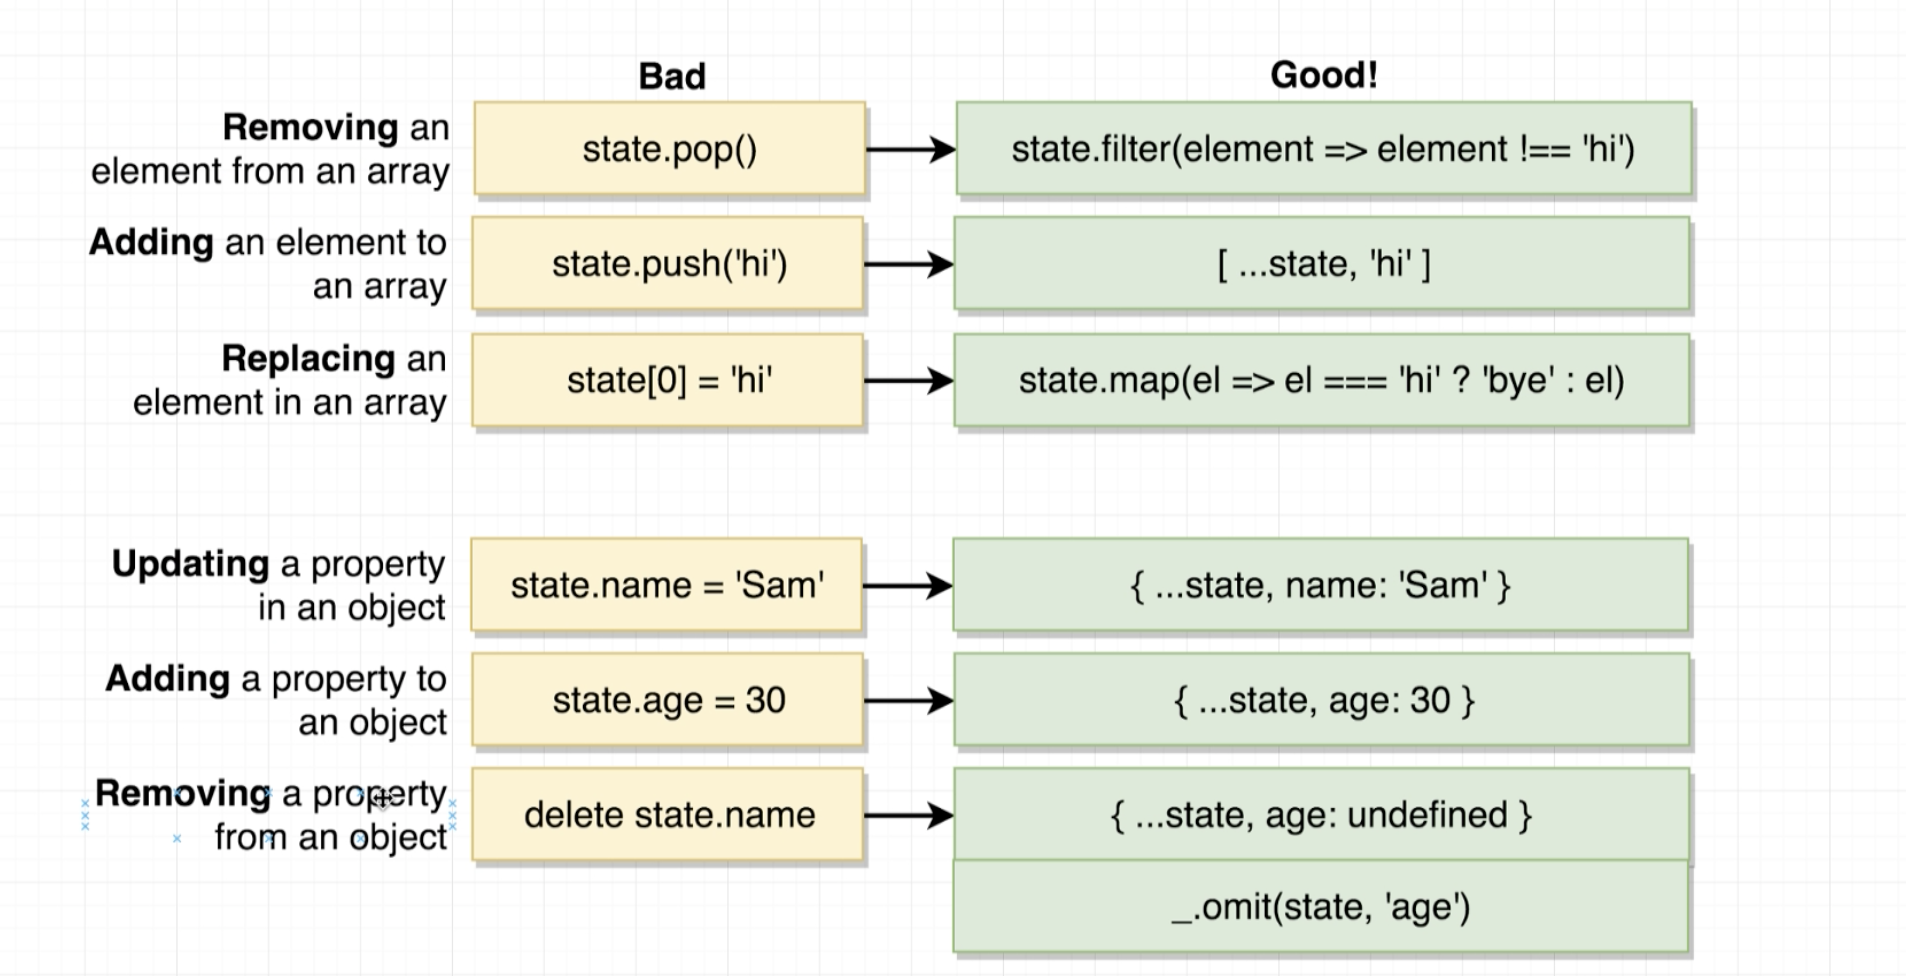 Bad
Good!
Removing an
element from an array
state.pop()
state.filter(element => element !== 'hi')
Adding an element to
an array
state.push('hi')
[ ...state, 'hi' ]
Replacing an
element in an array
state[0] = 'hi'
state.map(el => el === 'hi' ? 'bye' : el)
Updating a property
in an object
state.name = 'Sam'
{ ...state, name: 'Sam' }
Adding a property to
an object
state.age = 30
{ ...state, age: 30 }
Removing a property
from an object
delete state.name
{ ...state, age: undefined }
_.omit(state, 'age')